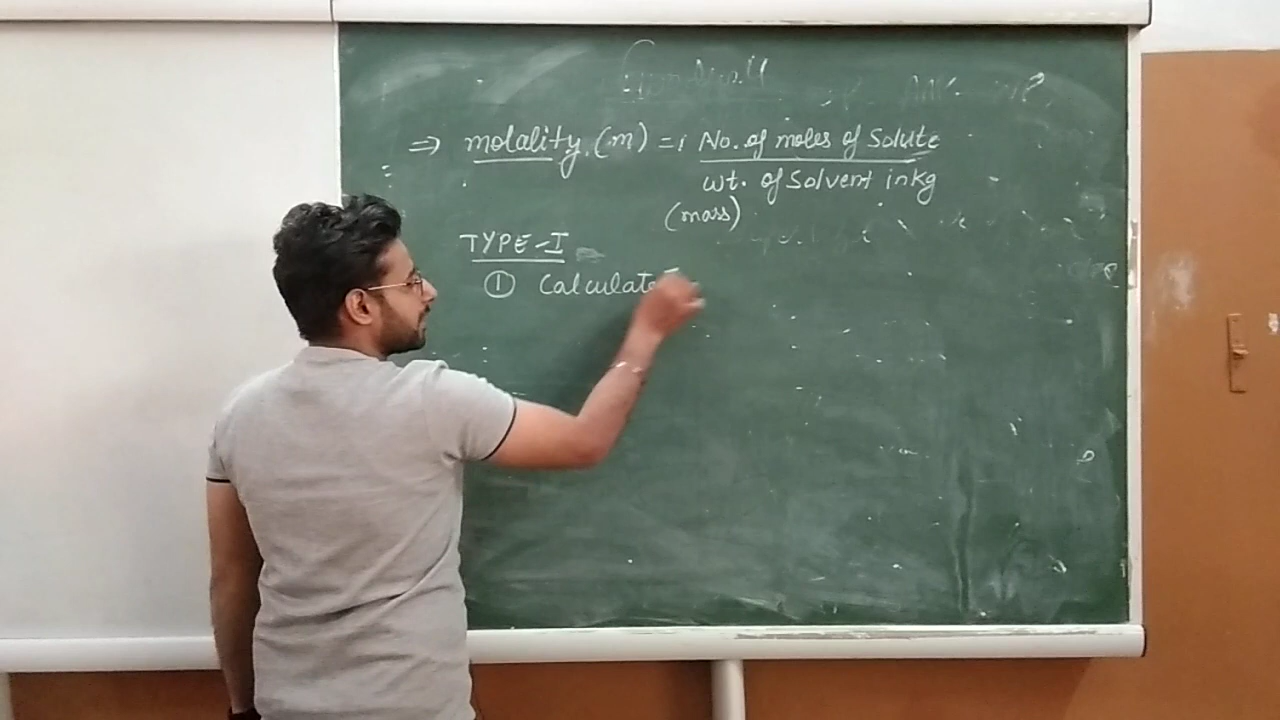 ⇒ molality (m) = No. of moles of Solute
wt. of Solvent in Kg
(mass)
TYPE-I
① Calculate